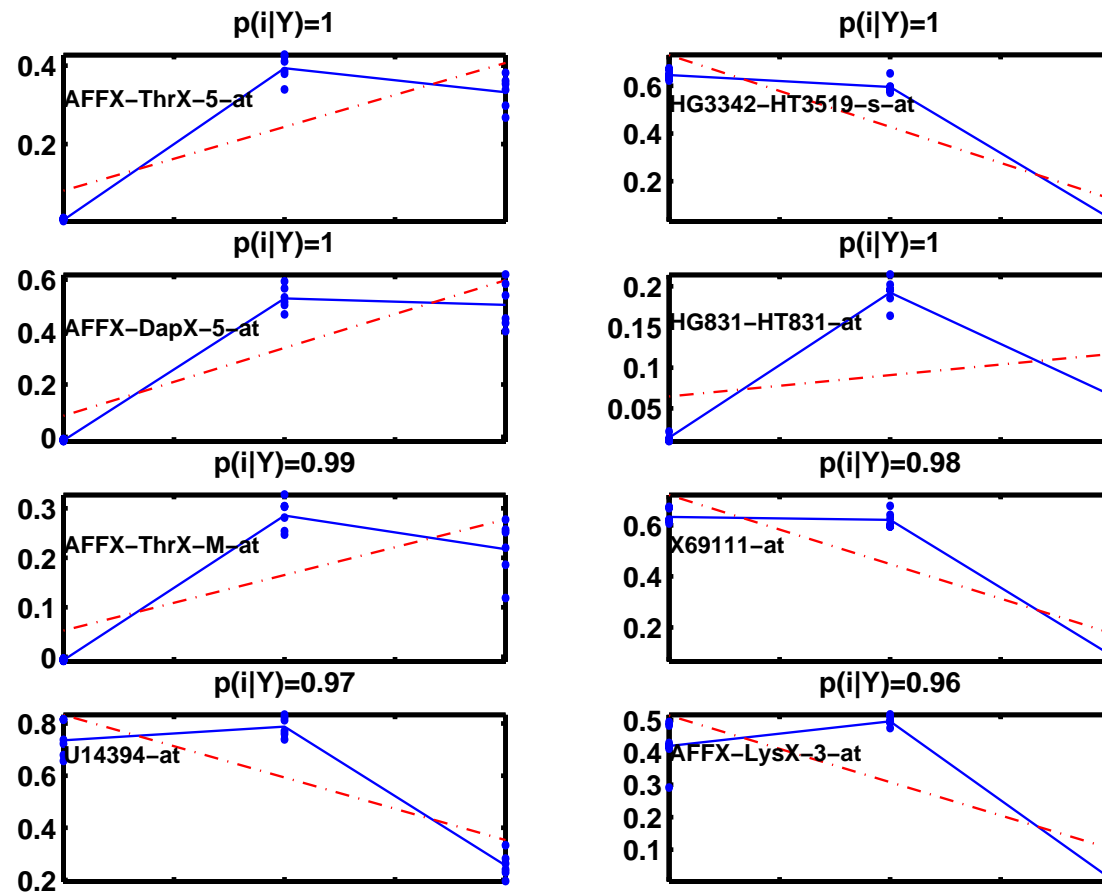 p(i|Y)=1
0.4
0.2
AFFX−ThrX−5−at
p(i|Y)=1
0.6
0.4
0.2
HG3342−HT3519−s−at
p(i|Y)=1
0.6
0.4
0.2
0
AFFX−DapX−5−at
p(i|Y)=1
0.2
0.15
0.1
0.05
HG831−HT831−at
p(i|Y)=0.99
0.3
0.2
0.1
0
AFFX−ThrX−M−at
p(i|Y)=0.98
0.6
0.4
0.2
X69111−at
p(i|Y)=0.97
0.8
0.6
0.4
0.2
U14394−at
p(i|Y)=0.96
0.5
0.4
0.3
0.2
0.1
AFFX−LysX−3−at